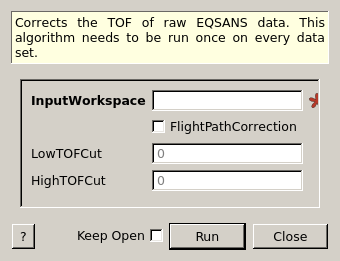 Corrects the TOF of raw EQSANS data. This
algorithm needs to be run once on every data
set.
InputWorkspace
FlightPathCorrection
LowTOFCut 0
HighTOFCut 0
? Keep Open Run Close